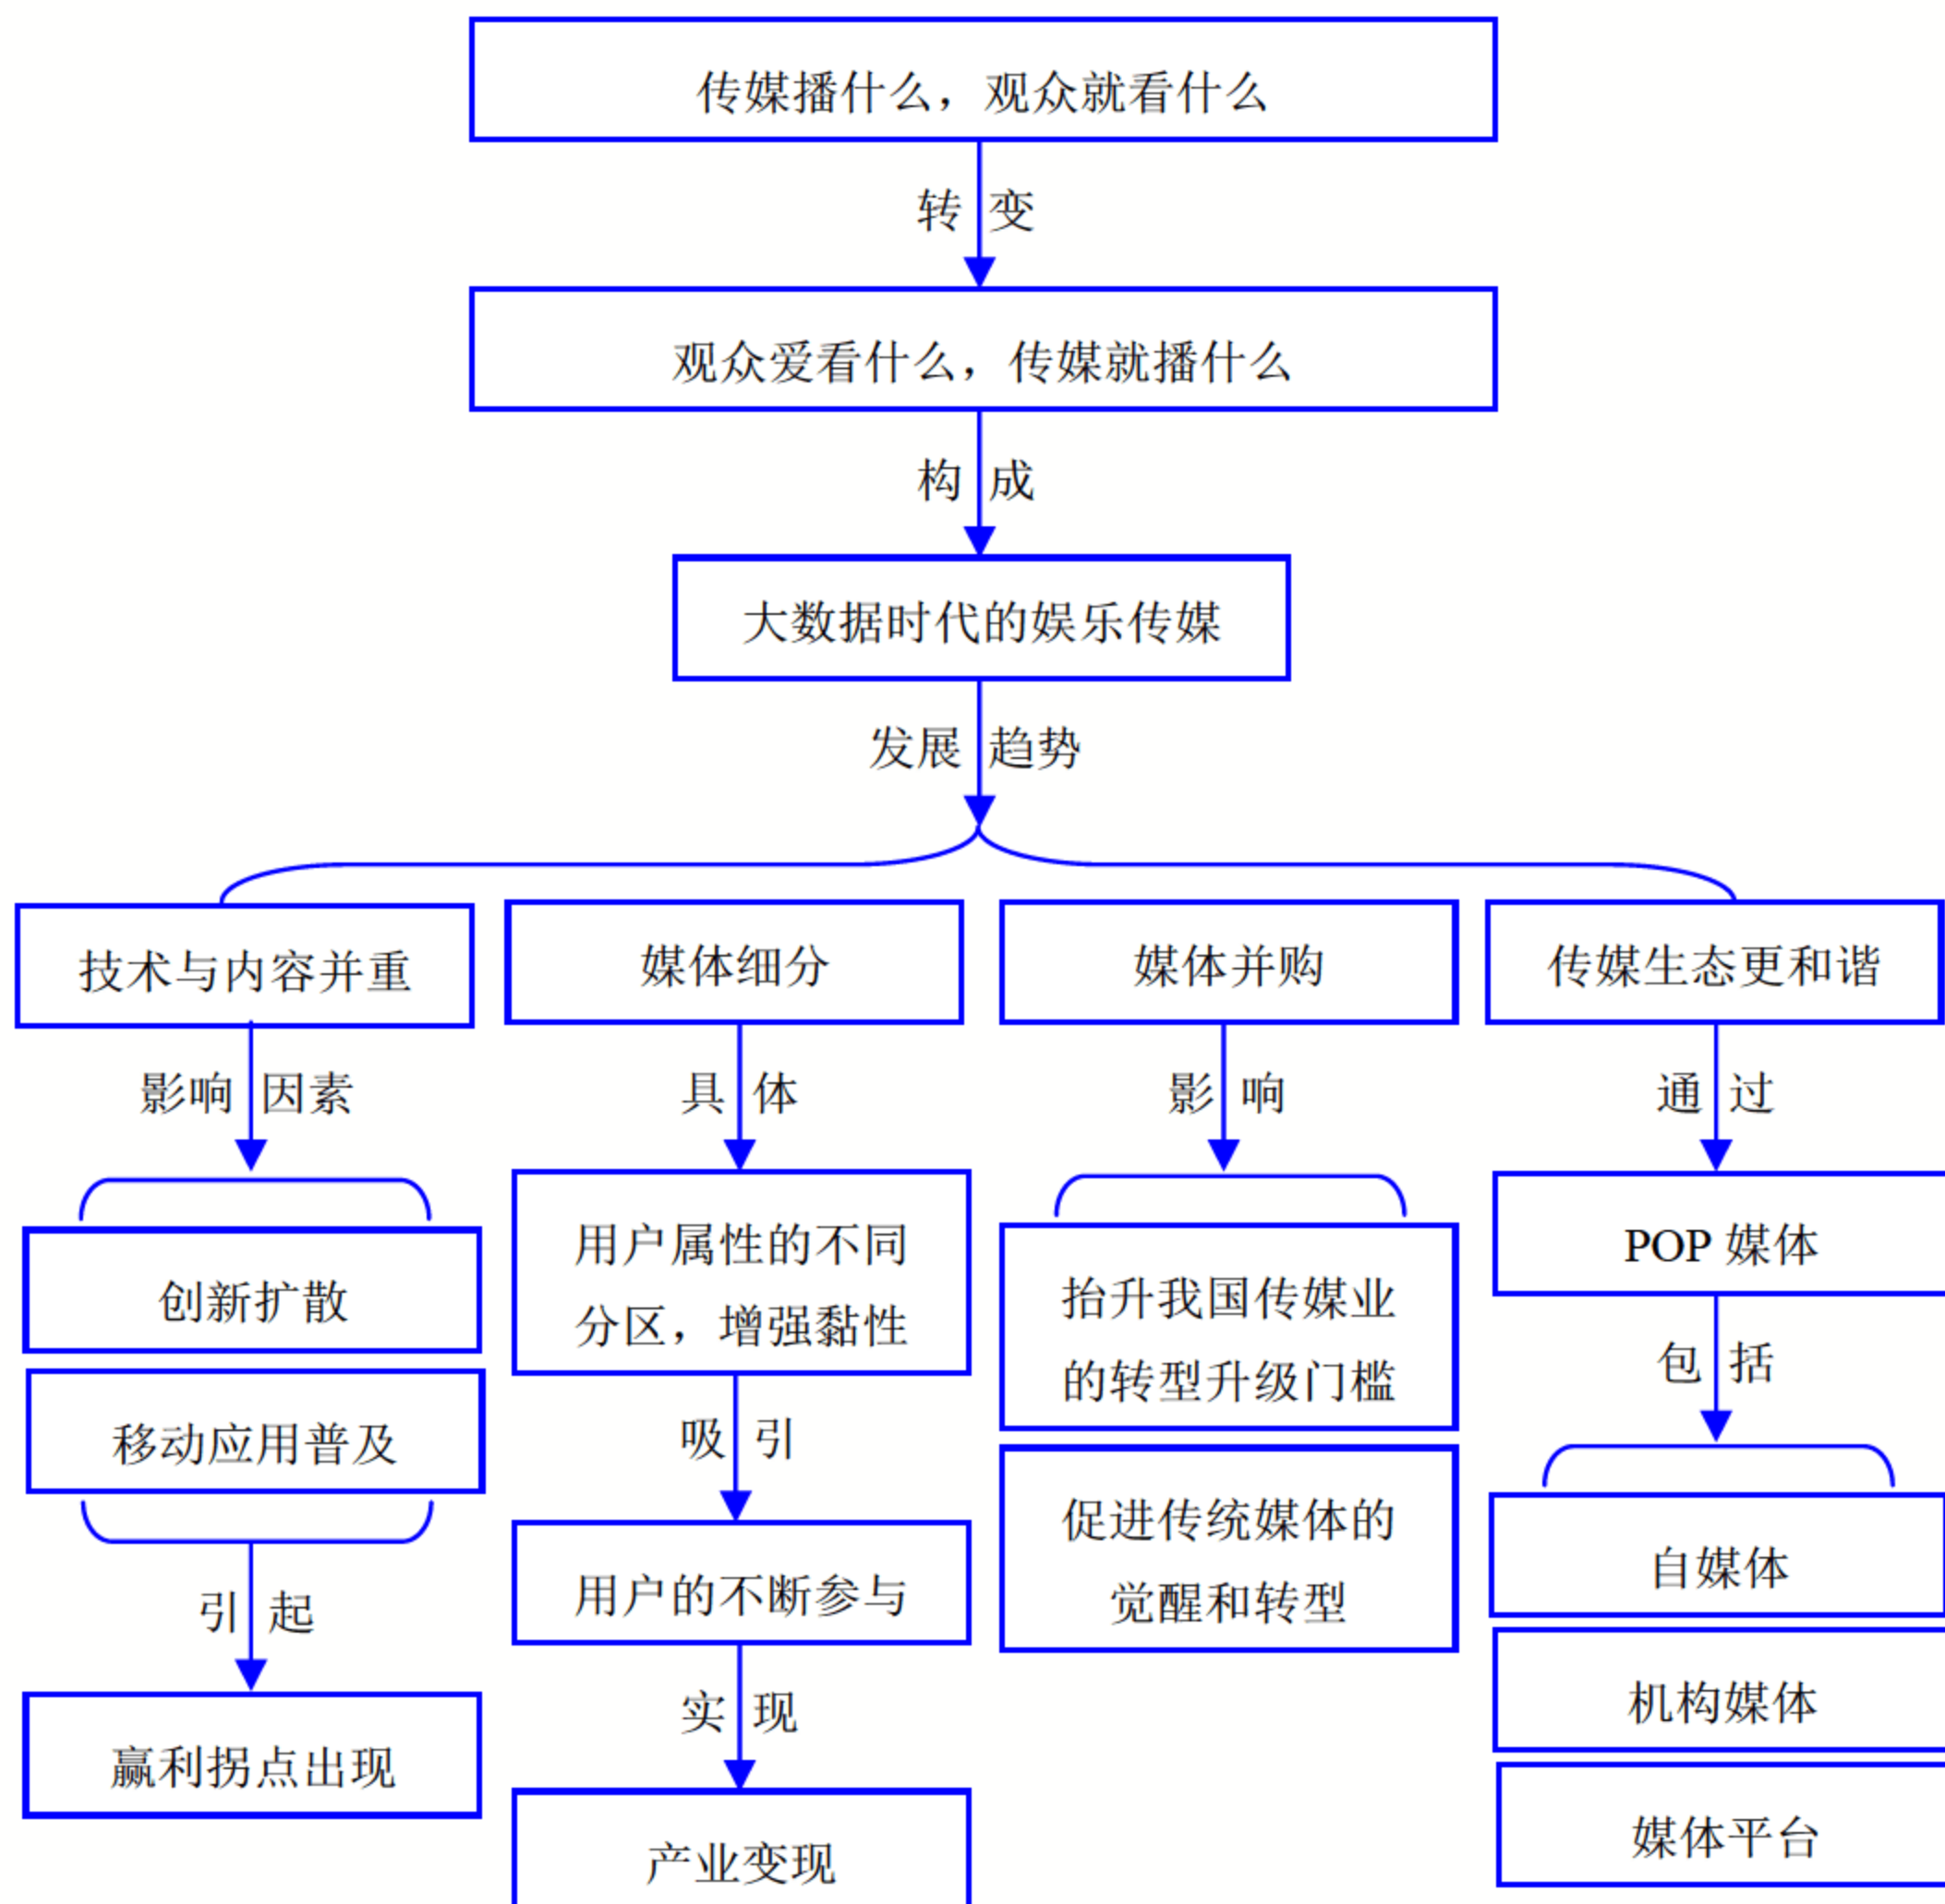 传媒播什么，观众就看什么
转 变
观众爱看什么，传媒就播什么
构 成
大数据时代的娱乐传媒
发展 趋势
技术与内容并重
媒体细分
媒体并购
传媒生态更和谐
影响 因素
具 体
影 响
通 过
创新扩散
移动应用普及
引 起
赢利拐点出现
用户属性的不同
分区，增强黏性
吸 引
用户的不断参与
实 现
产业变现
抬升我国传媒业
的转型升级门槛
促进传统媒体的
觉醒和转型
POP 媒体
包 括
自媒体
机构媒体
媒体平台